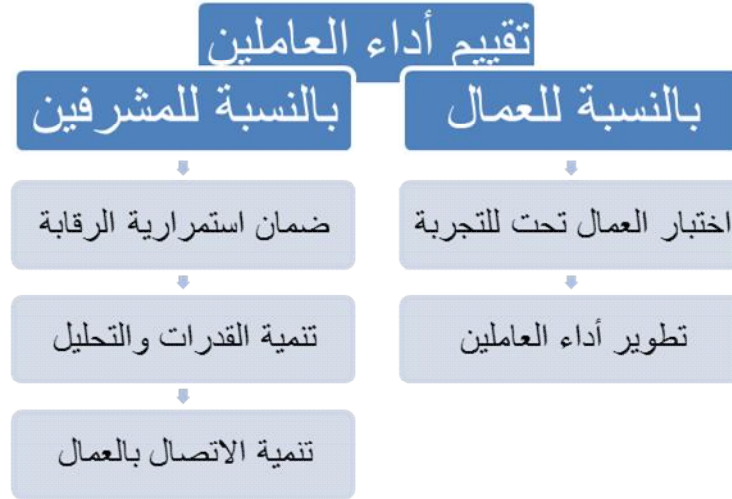 تقييم أداء العاملين
بالنسبة للعمال
اختبار العمال تحت للتجربة
تطوير أداء العاملين
بالنسبة للمشرفين
ضمان استمرارية الرقابة
تنمية القدرات والتحليل
تنمية الاتصال بالعمال